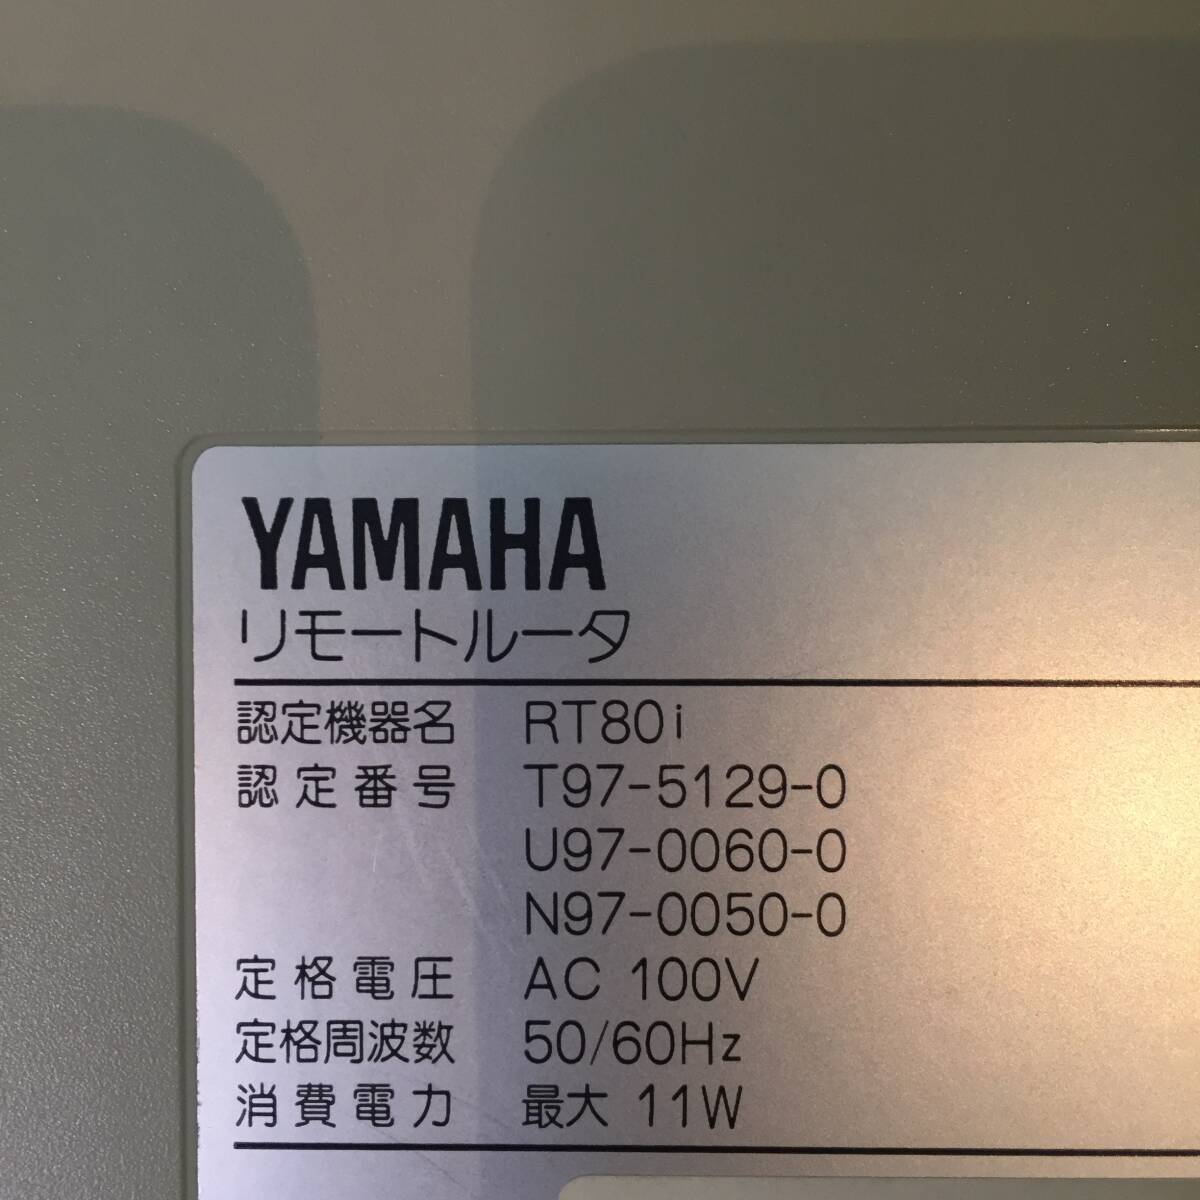 YAMAHA
リモートルータ
認定機器名 RT80i
認定番号 T97-5129-0
U97-0060-0
N97-0050-0
定格電圧 AC 100V
定格周波数 50/60Hz
消費電力 最大 11W